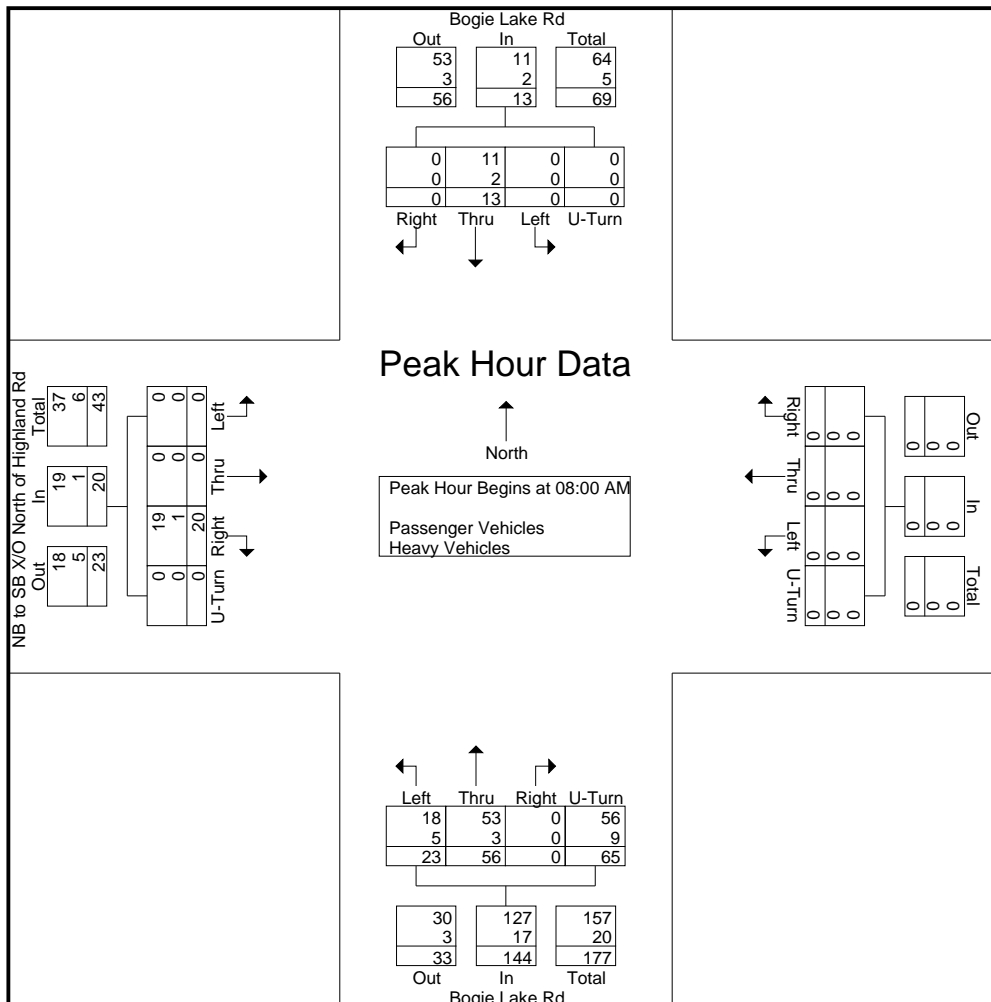 Bogie Lake Rd
Out In Total
53 11 64
3 2 5
56 13 69
0 11 0 0
0 2 0 0
0 13 0 0
Right Thru Left U-Turn
Peak Hour Data
North
Peak Hour Begins at 08:00 AM
Passenger Vehicles
Heavy Vehicles
NB to SB X/O North of Highland Rd
Out In Total
18 19 37
5 1 6
23 20 43
0 19 0 0
0 1 0 0
0 20 0 0
U-Turn Right Thru Left
Out In Total
0 0 0
0 0 0
0 0 0
Right Thru Left U-Turn
0 0 0 0
0 0 0 0
0 0 0 0
Left Thru Right U-Turn
18 53 0 56
5 3 0 9
23 56 0 65
30 127 157
3 17 20
33 144 177
Out In Total
Bogie Lake Rd